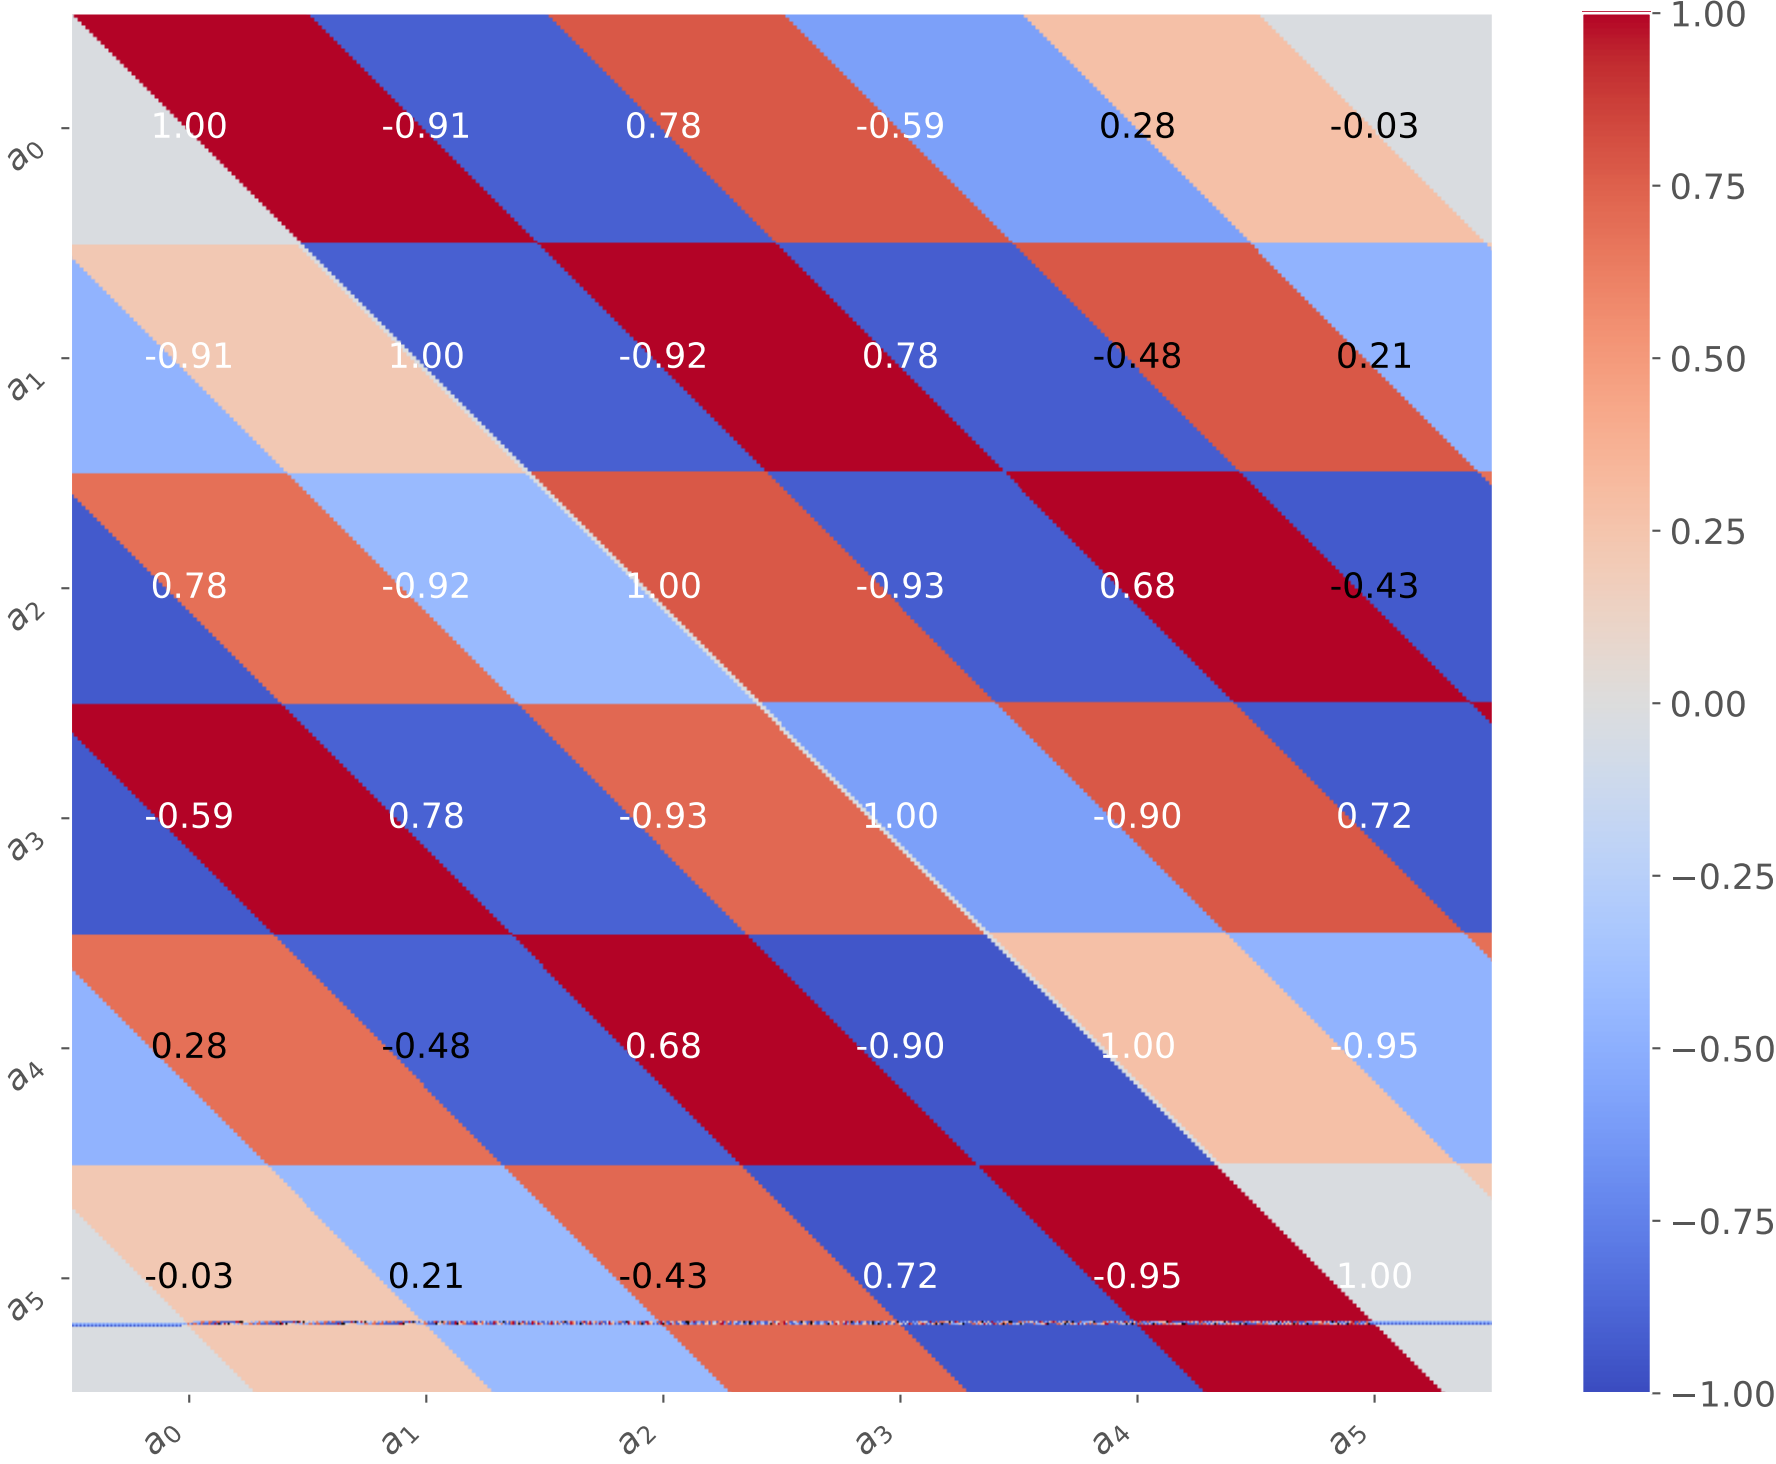 1.00
a0 1.00 -0.91 0.78 -0.59 0.28 -0.03
0.75
a1 -0.91 1.00 -0.92 0.78 -0.48 0.21
0.50
0.25
a2 0.78 -0.92 1.00 -0.93 0.68 -0.43
0.00
a3 -0.59 0.78 -0.93 1.00 -0.90 0.72
−0.25
a4 0.28 -0.48 0.68 -0.90 1.00 -0.95
−0.50
−0.75
a5 -0.03 0.21 -0.43 0.72 -0.95 1.00
−1.00
a0 a1 a2 a3 a4 a5